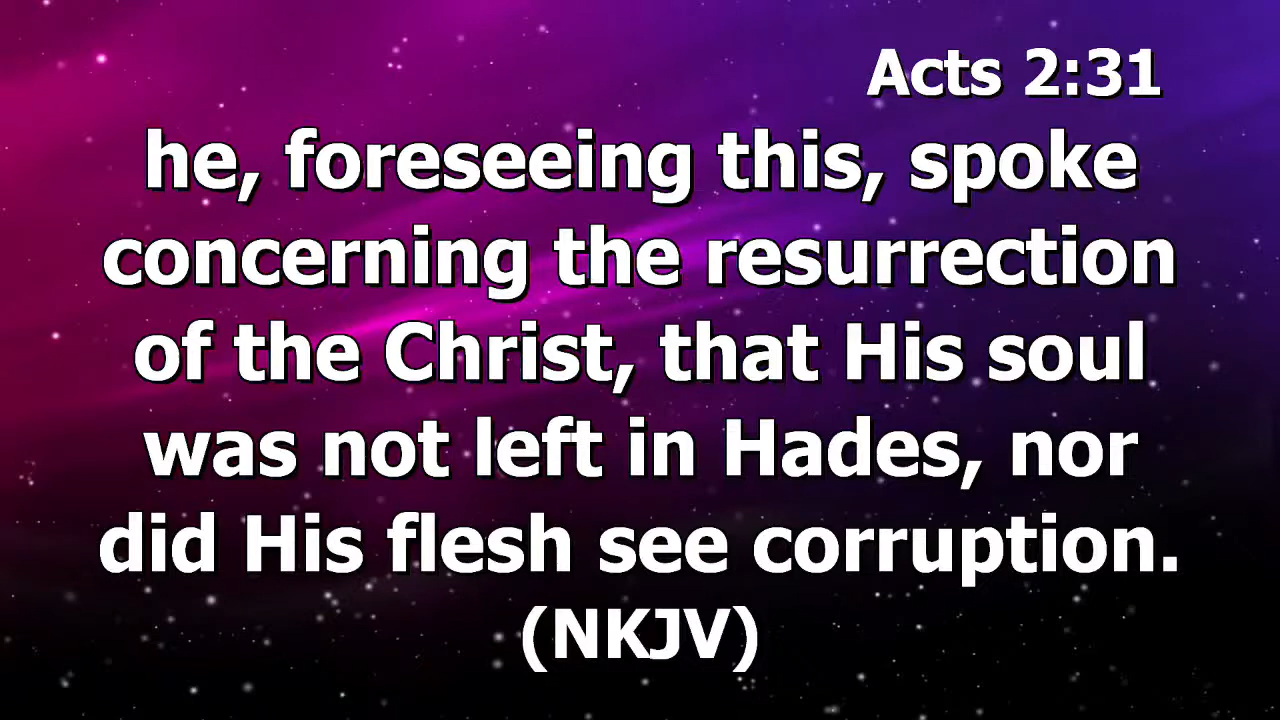 Acts 2:31
he, foreseeing this, spoke
concerning the resurrection
of the Christ, that His soul
was not left in Hades, nor
did His flesh see corruption.
(NKJV)